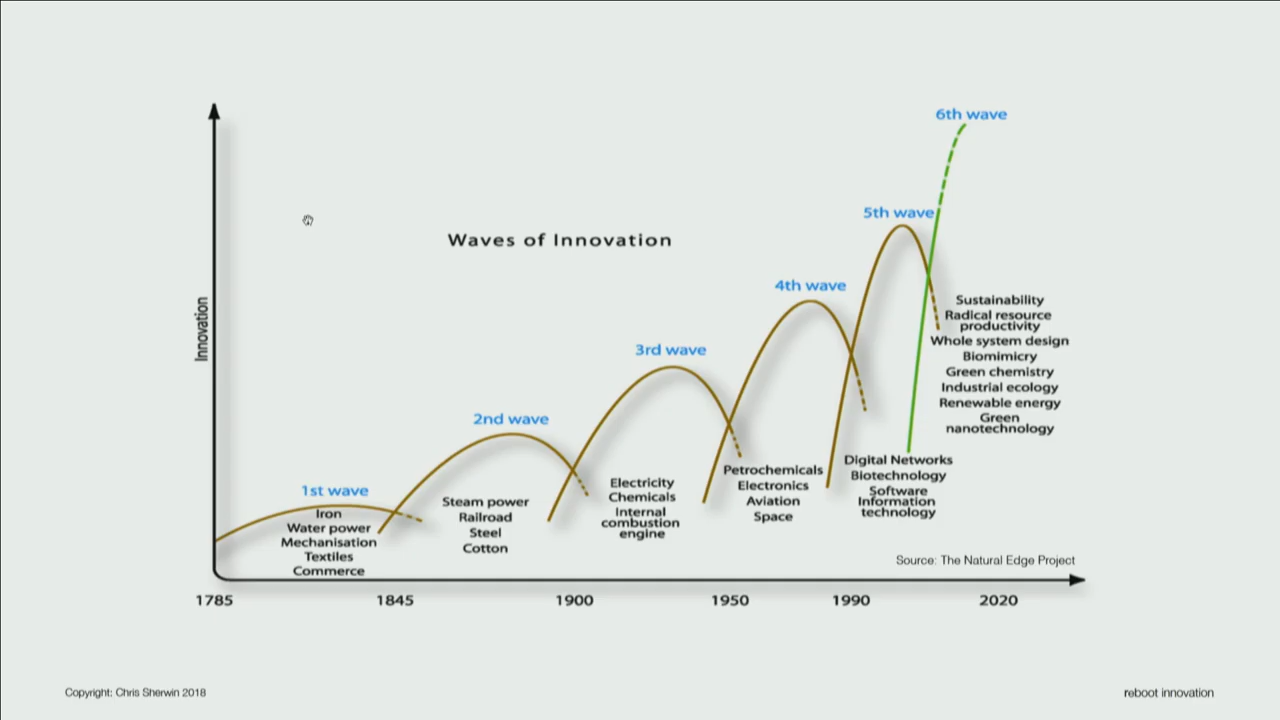 6th wave
5th wave
Waves of Innovation
4th wave
3rd wave
2nd wave
1st wave
Innovation
Iron
Water power
Mechanisation
Textiles
Commerce
Steam power
Railroad
Steel
Cotton
Electricity
Chemicals
Internal
combustion
engine
Petrochemicals
Electronics
Aviation
Space
Digital Networks
Biotechnology
Software
Information
technology
Sustainability
Radical resource
productivity
Whole system design
Biomimicry
Green chemistry
Industrial ecology
Renewable energy
Green
nanotechnology
Source: The Natural Edge Project
1785 1845 1900 1950 1990 2020
Copyright: Chris Sherwin 2018
reboot innovation